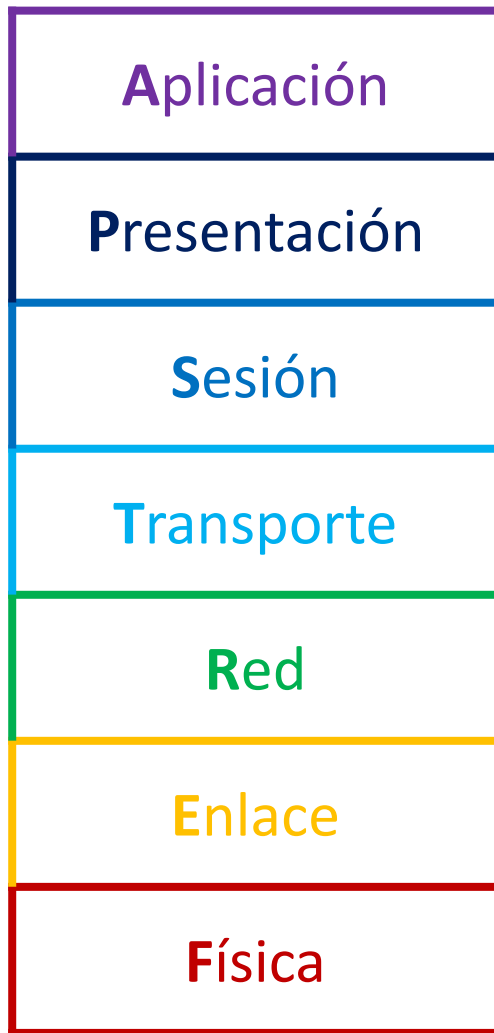 Aplicación
Presentación
Sesión
Transporte
Red
Enlace
Física